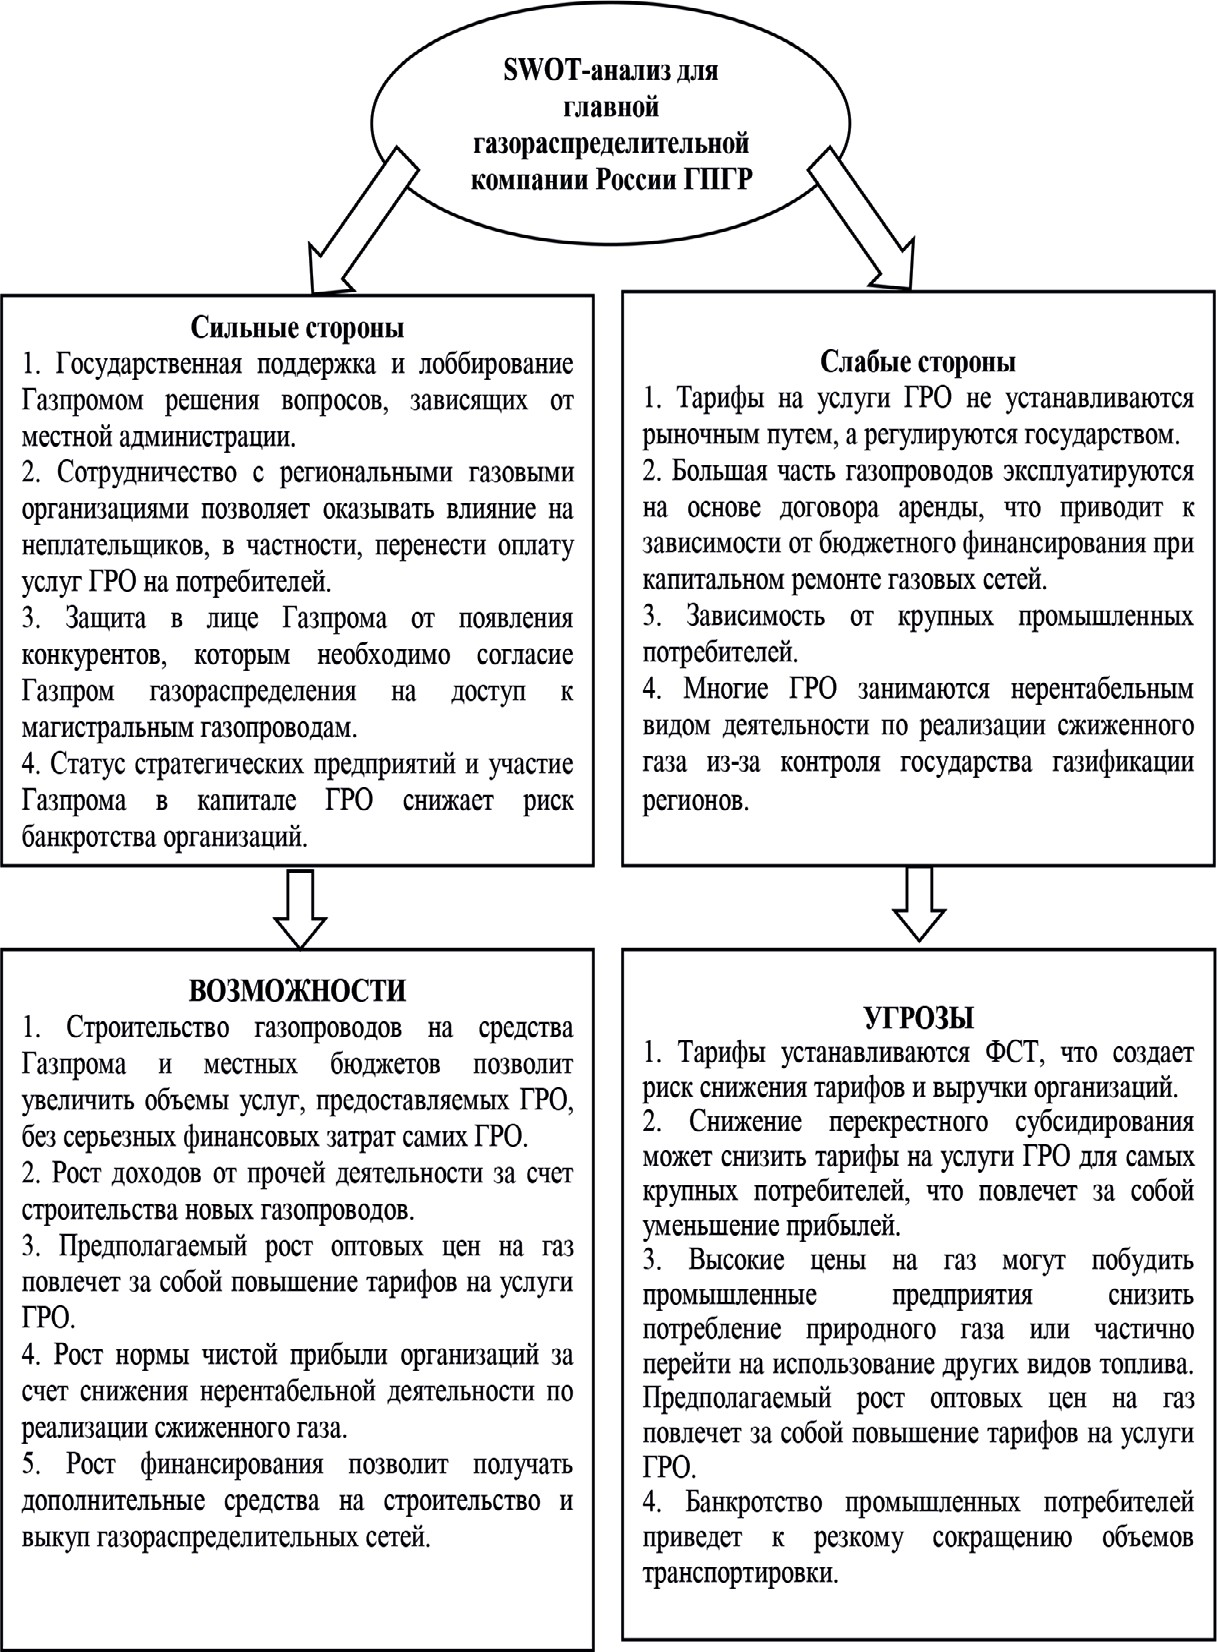 SWOT-анализ для
главной
газораспределительной
компании России ГПГР
Сильные стороны
1. Государственная поддержка и лоббирование
Газпромом решения вопросов, зависящих от
местной администрации.
2. Сотрудничество с региональными газовыми
организациями позволяет оказывать влияние на
неплательщиков, в частности, перенести оплату
услуг ГРО на потребителей.
3. Защита в лице Газпрома от появления
конкурентов, которым необходимо согласие
Газпром газораспределения на доступ к
магистральным газопроводам.
4. Статус стратегических предприятий и участие
Газпрома в капитале ГРО снижает риск
банкротства организаций.
Слабые стороны
1. Тарифы на услуги ГРО не устанавливаются
рыночным путем, а регулируются государством.
2. Большая часть газопроводов эксплуатируются
на основе договора аренды, что приводит к
зависимости от бюджетного финансирования при
капитальном ремонте газовых сетей.
3. Зависимость от крупных промышленных
потребителей.
4. Многие ГРО занимаются нерентабельным
видом деятельности по реализации сжиженного
газа из-за контроля государства газификации
регионов.
ВОЗМОЖНОСТИ
1. Строительство газопроводов на средства
Газпрома и местных бюджетов позволит
увеличить объемы услуг, предоставляемых ГРО,
без серьезных финансовых затрат самих ГРО.
2. Рост доходов от прочей деятельности за счет
строительства новых газопроводов.
3. Предполагаемый рост оптовых цен на газ
повлечет за собой повышение тарифов на услуги
ГРО.
4. Рост нормы чистой прибыли организаций за
счет снижения нерентабельной деятельности по
реализации сжиженного газа.
5. Рост финансирования позволит получать
дополнительные средства на строительство и
выкуп газораспределительных сетей.
УГРОЗЫ
1. Тарифы устанавливаются ФСТ, что создает
риск снижения тарифов и выручки организаций.
2. Снижение перекрестного субсидирования
может снизить тарифы на услуги ГРО для самых
крупных потребителей, что повлечет за собой
уменьшение прибылей.
3. Высокие цены на газ могут побудить
промышленные предприятия снизить
потребление природного газа или частично
перейти на использование других видов топлива.
Предполагаемый рост оптовых цен на газ
повлечет за собой повышение тарифов на услуги
ГРО.
4. Банкротство промышленных потребителей
приведет к резкому сокращению объемов
транспортировки.